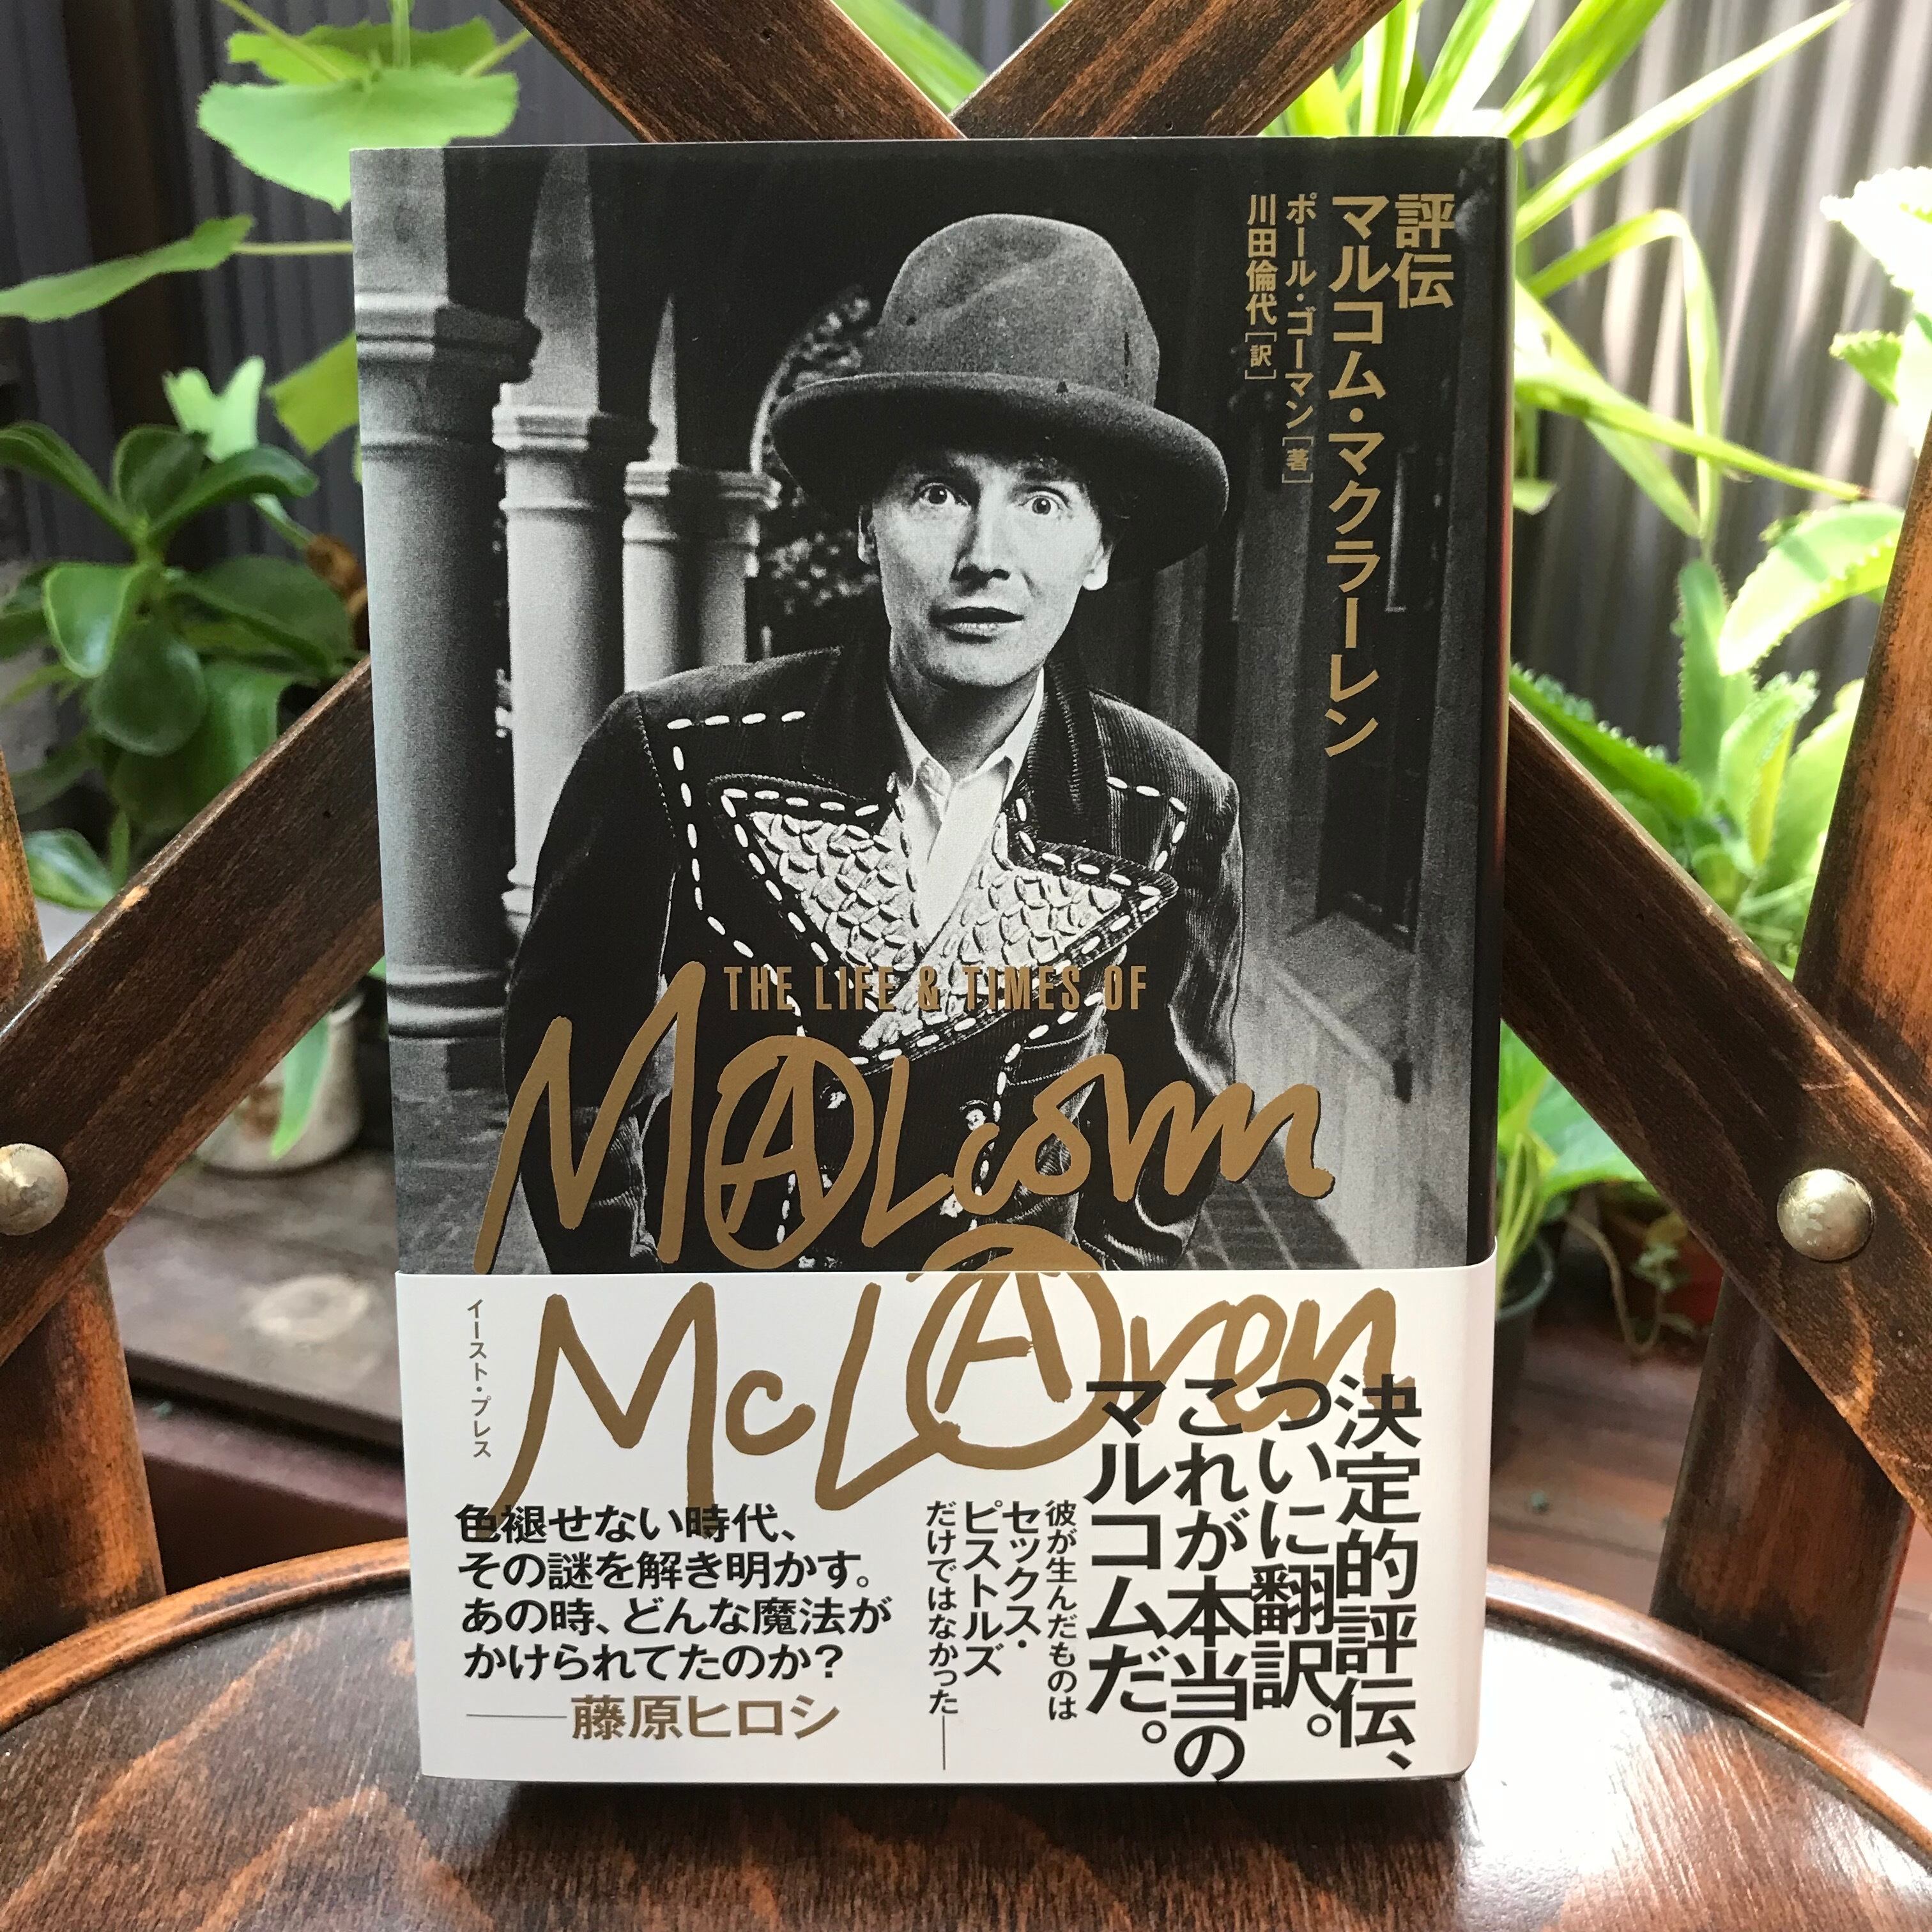 評伝
マルコム・マクラーレン
ポール・ゴーマン[著]
川田倫代[訳]
THE LIFE & TIMES OF
MALcolm
McLAren
イースト・プレス
決定的評伝、
ついに翻訳。
これが本当の
マルコムだ。
彼が生んだものは
セックス・
ピストルズ
だけではなかった――
色褪せない時代、
その謎を解き明かす。
あの時、どんな魔法が
かけられてたのか?
――藤原ヒロシ